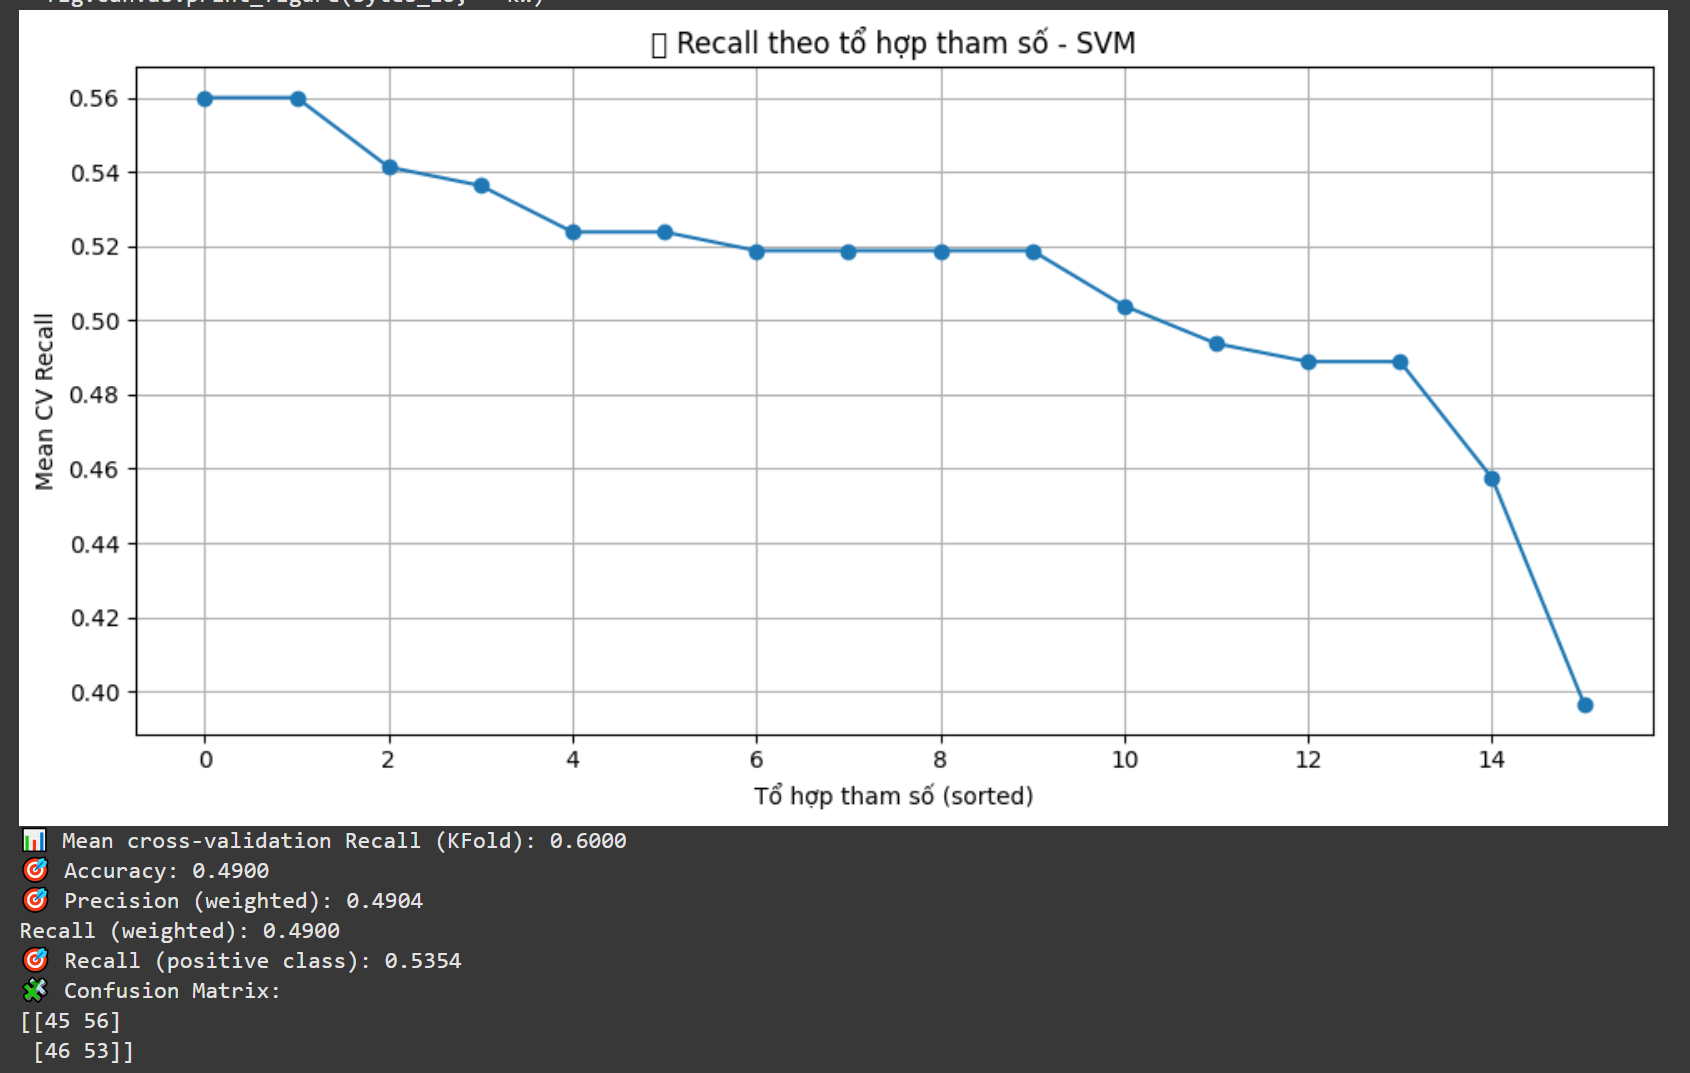 Recall theo tổ hợp tham số - SVM
Mean CV Recall
0.56
0.54
0.52
0.50
0.48
0.46
0.44
0.42
0.40
0 2 4 6 8 10 12 14
Tổ hợp tham số (sorted)
📊 Mean cross-validation Recall (KFold): 0.6000
🎯 Accuracy: 0.4900
🎯 Precision (weighted): 0.4904
Recall (weighted): 0.4900
🎯 Recall (positive class): 0.5354
🧩 Confusion Matrix:
[[45 56]
[46 53]]